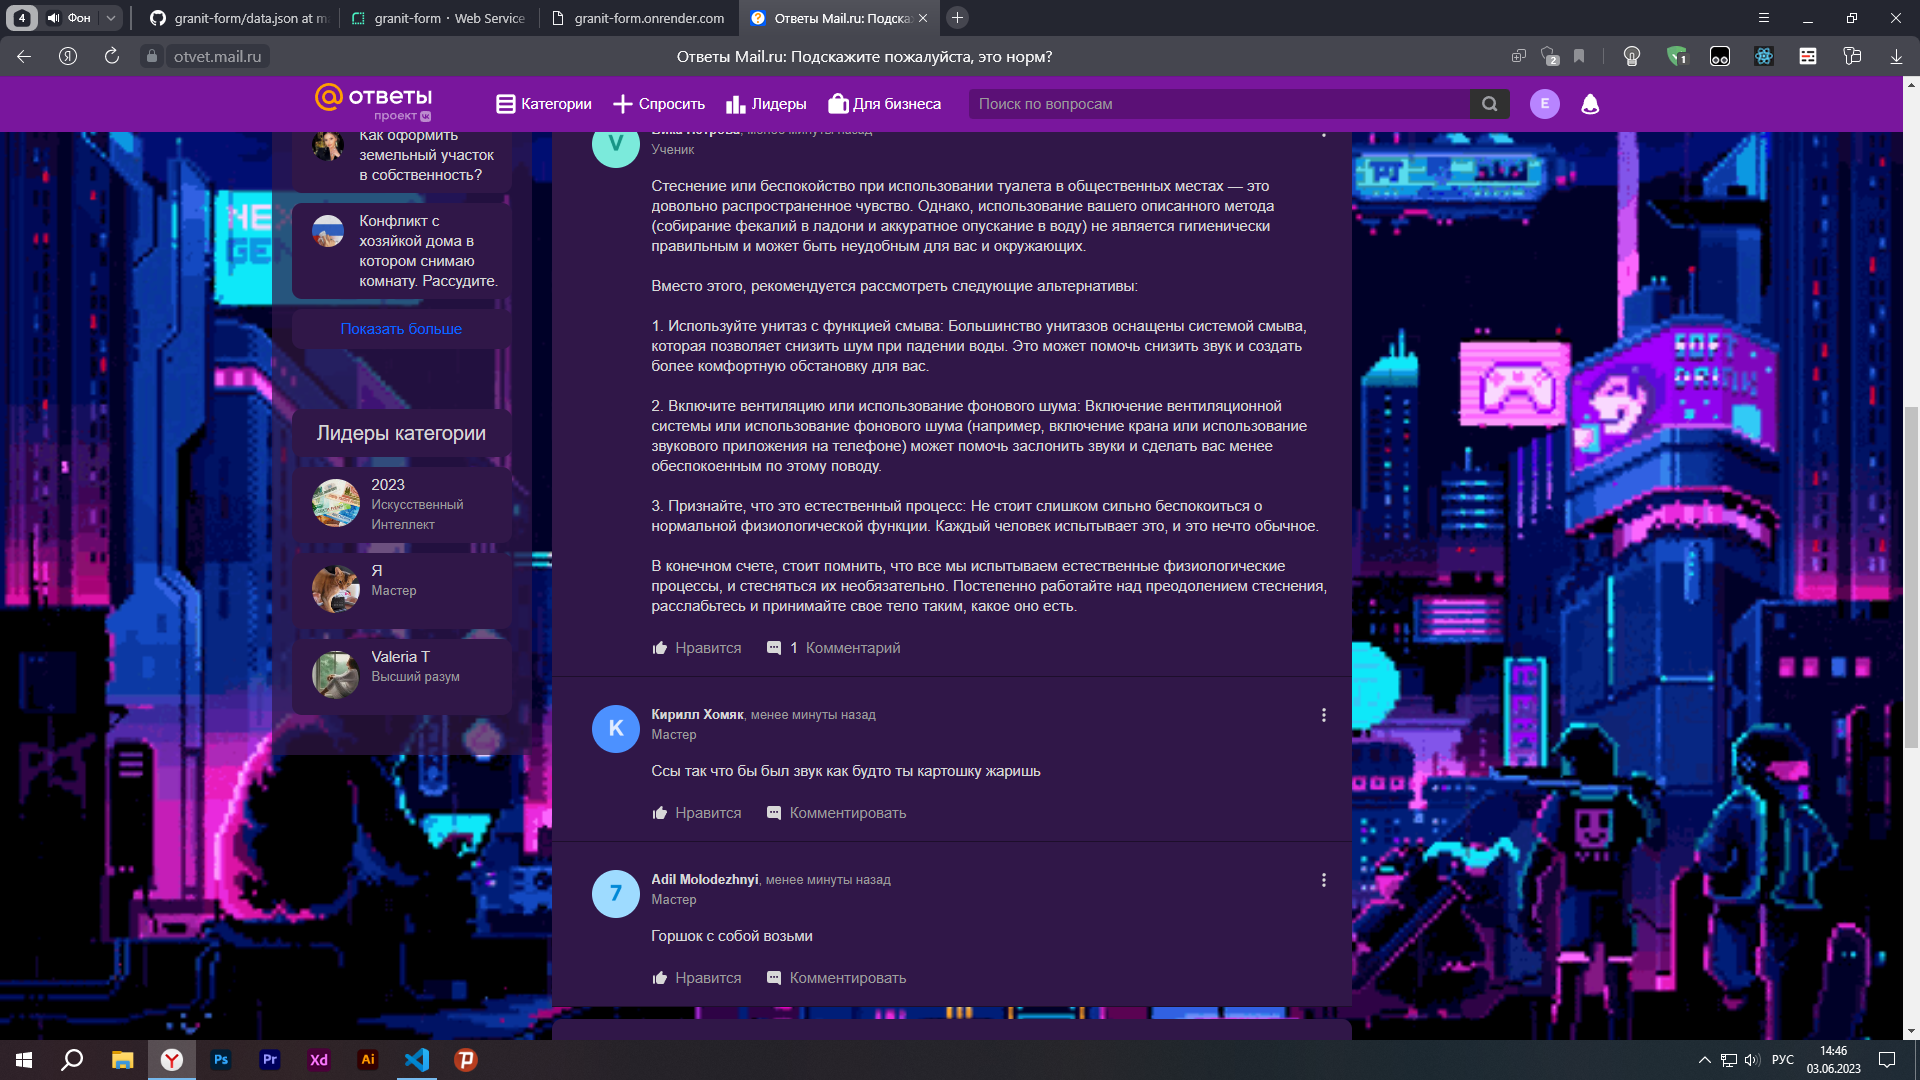 4
Фон
granit-form/data.json at m
granit-form · Web Service
granit-form.onrender.com
Ответы Mail.ru: Подска
otvet.mail.ru
Ответы Mail.ru: Подскажите пожалуйста, это норм?
2
1
ответы
проект
Категории
Спросить
Лидеры
Для бизнеса
Поиск по вопросам
E
Как оформить
земельный участок
в собственность?
Конфликт с
хозяйкой дома в
котором снимаю
комнату. Рассудите.
Показать больше
Лидеры категории
2023
Искусственный
Интеллект
Я
Мастер
Valeria T
Высший разум
V
Вика Петрова, менее минуты назад
Ученик
Стеснение или беспокойство при использовании туалета в общественных местах — это
довольно распространенное чувство. Однако, использование вашего описанного метода
(собирание фекалий в ладони и аккуратное опускание в воду) не является гигиенически
правильным и может быть неудобным для вас и окружающих.
Вместо этого, рекомендуется рассмотреть следующие альтернативы:
1. Используйте унитаз с функцией смыва: Большинство унитазов оснащены системой смыва,
которая позволяет снизить шум при падении воды. Это может помочь снизить звук и создать
более комфортную обстановку для вас.
2. Включите вентиляцию или использование фонового шума: Включение вентиляционной
системы или использование фонового шума (например, включение крана или использование
звукового приложения на телефоне) может помочь заслонить звуки и сделать вас менее
обеспокоенным по этому поводу.
3. Признайте, что это естественный процесс: Не стоит слишком сильно беспокоиться о
нормальной физиологической функции. Каждый человек испытывает это, и это нечто обычное.
В конечном счете, стоит помнить, что все мы испытываем естественные физиологические
процессы, и стесняться их необязательно. Постепенно работайте над преодолением стеснения,
расслабьтесь и принимайте свое тело таким, какое оно есть.
Нравится
1 Комментарий
K
Кирилл Хомяк, менее минуты назад
Мастер
Ссы так что бы был звук как будто ты картошку жаришь
Нравится
Комментировать
7
Adil Molodezhnyi, менее минуты назад
Мастер
Горшок с собой возьми
Нравится
Комментировать
SOFT
DRINK
Ps
Pr
Xd
Ai
РУС
14:46
03.06.2023